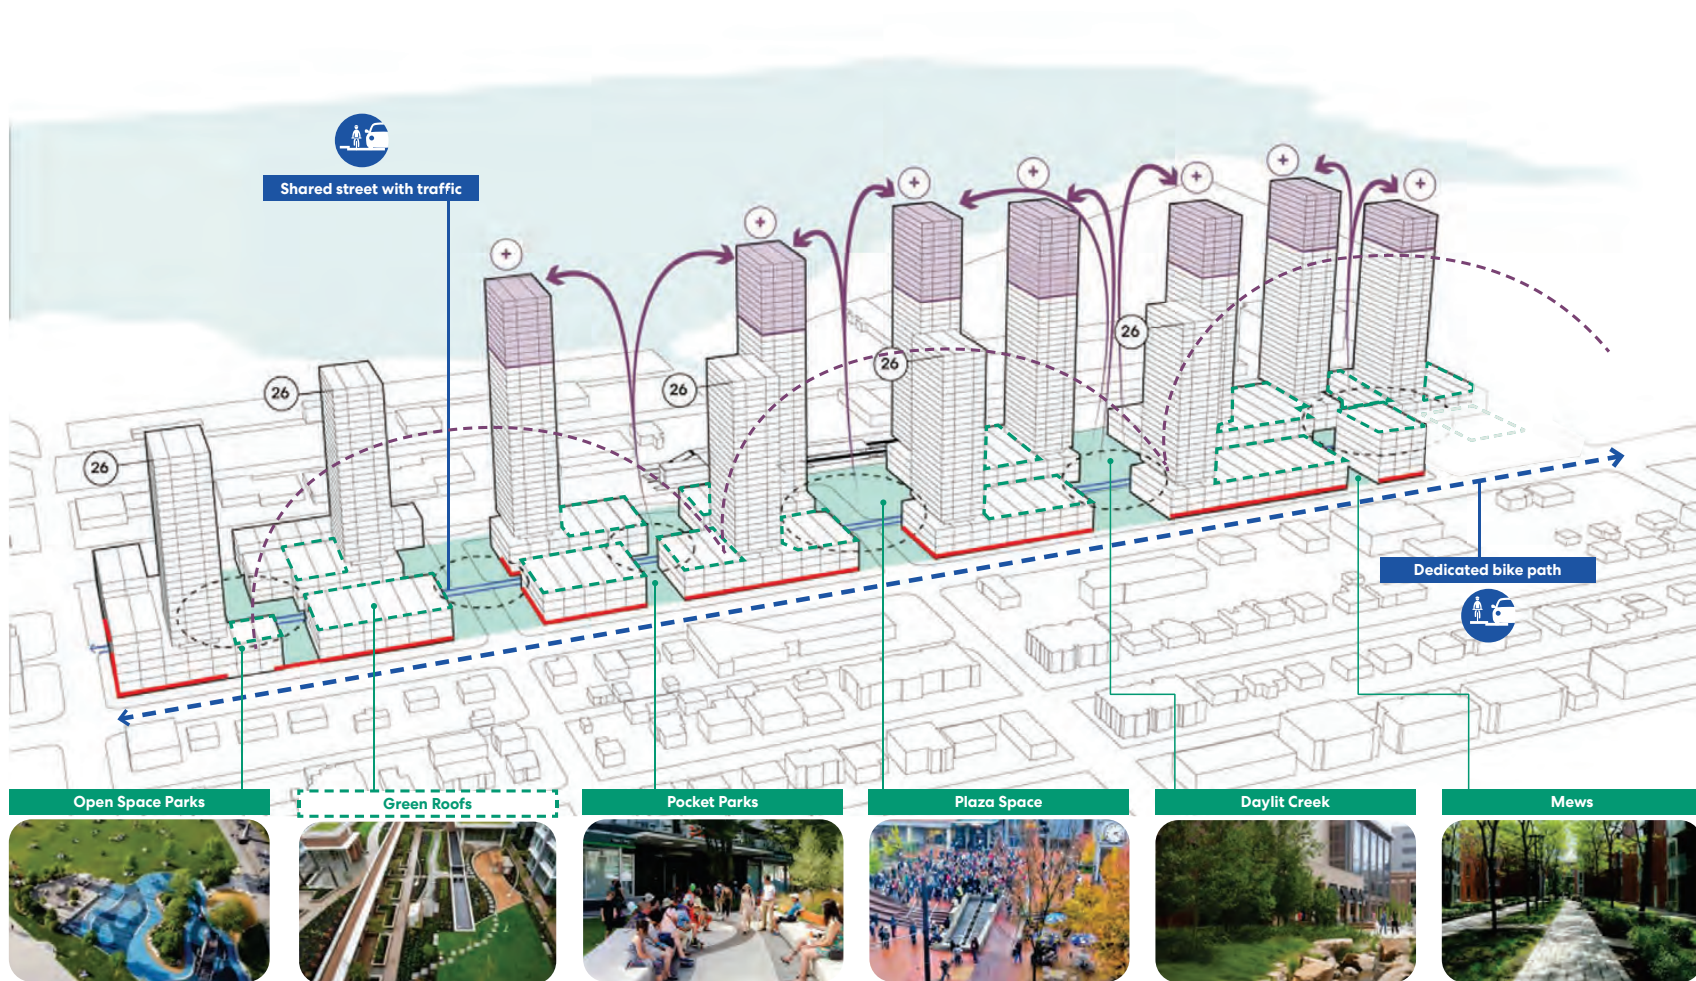 Shared street with traffic
+
+
+
+
+
+
+
26
26
26
26
26
Dedicated bike path
Open Space Parks
Green Roofs
Pocket Parks
Plaza Space
Daylit Creek
Mews